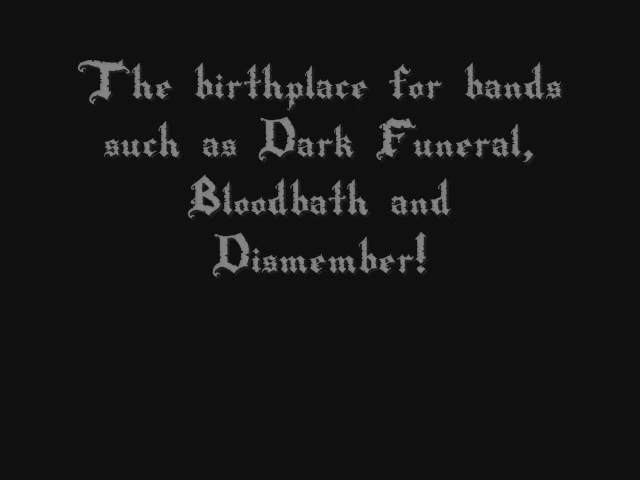 The birthplace for bands
such as Dark Funeral,
Bloodbath and
Dismember!